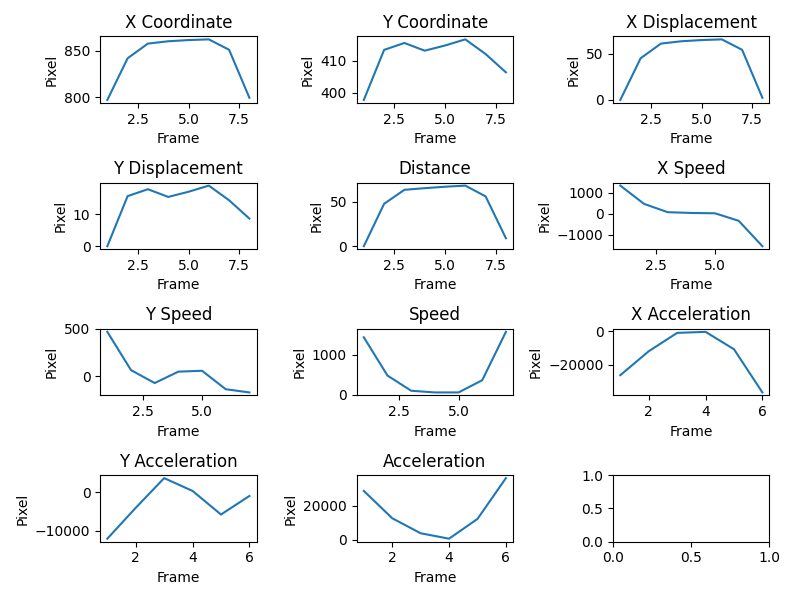 X Coordinate
Y Coordinate
X Displacement
850
800
Pixel
2.5 5.0 7.5
Frame
410
400
Pixel
2.5 5.0 7.5
Frame
50
0
Pixel
2.5 5.0 7.5
Frame
Y Displacement
Distance
X Speed
10
0
Pixel
2.5 5.0 7.5
Frame
50
0
Pixel
2.5 5.0 7.5
Frame
1000
0
−1000
Pixel
2.5 5.0
Frame
Y Speed
Speed
X Acceleration
500
0
Pixel
2.5 5.0
Frame
1000
0
Pixel
2.5 5.0
Frame
0
−20000
Pixel
2 4 6
Frame
Y Acceleration
Acceleration
0
−10000
Pixel
2 4 6
Frame
20000
0
Pixel
2 4 6
Frame
1.0
0.5
0.0
0.0 0.5 1.0